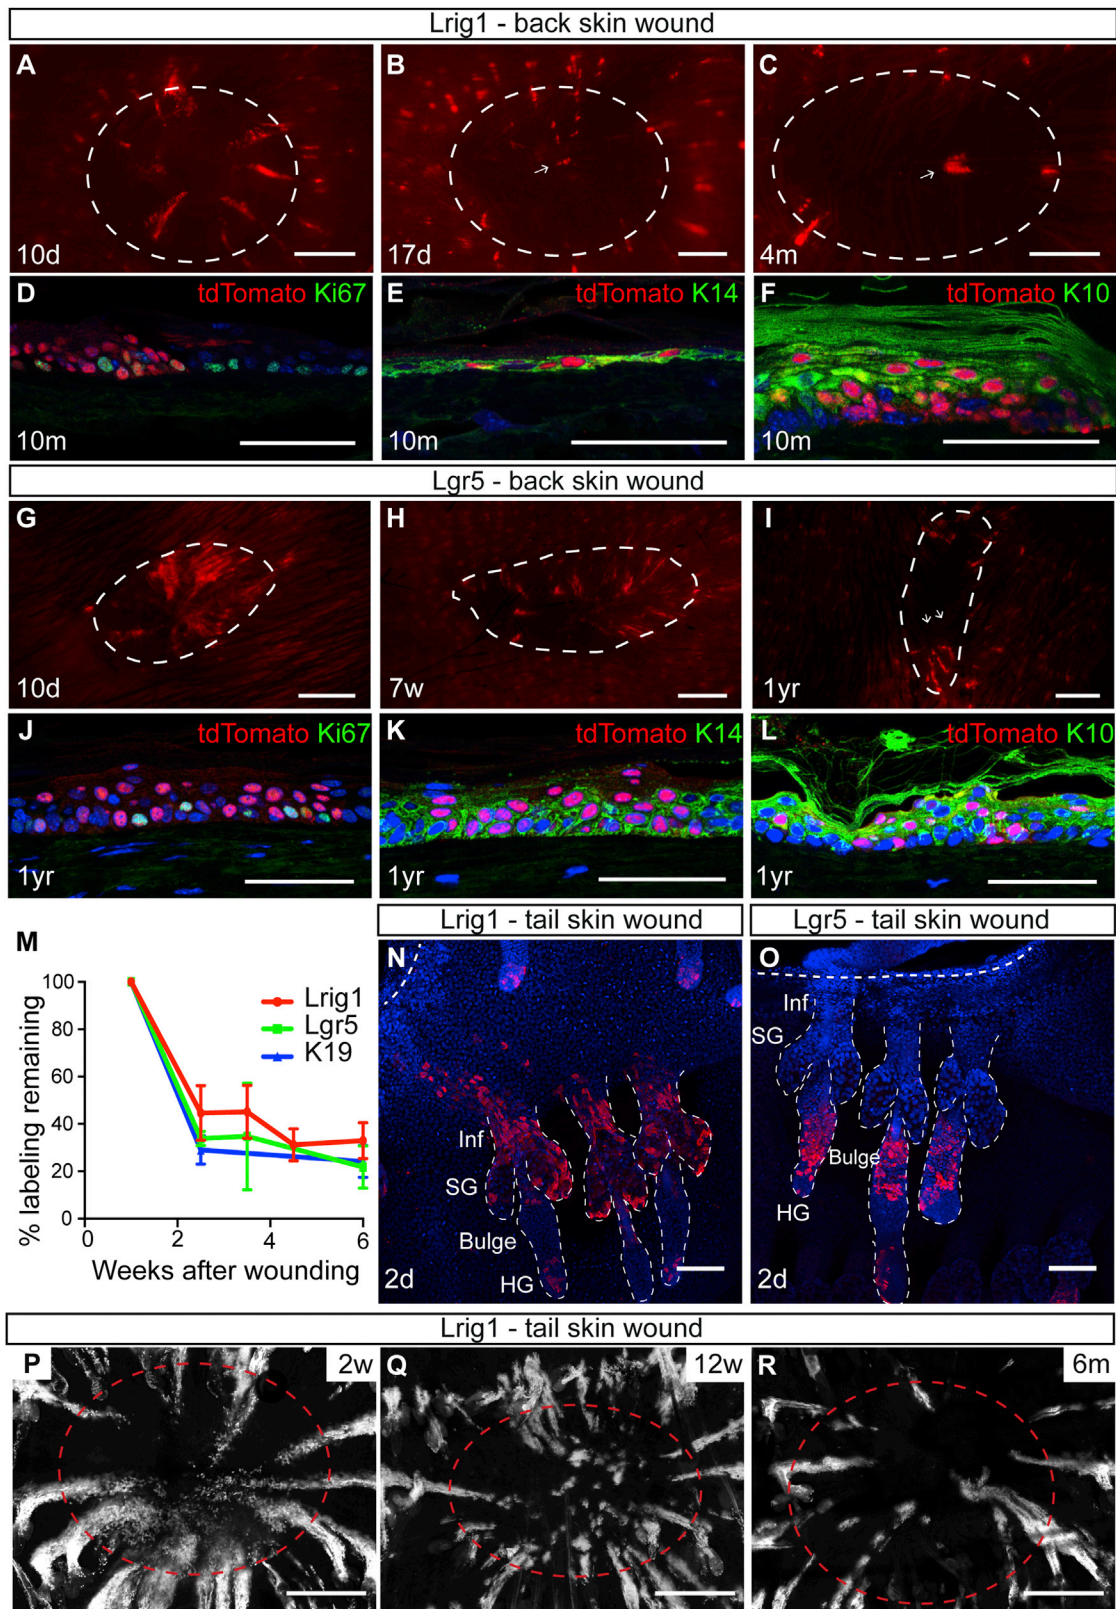 Lrig1 - back skin wound
A
B
C
10d
17d
4m
D
tdTomato Ki67
E
tdTomato K14
F
tdTomato K10
10m
10m
10m
Lgr5 - back skin wound
G
H
I
10d
7w
1yr
J
tdTomato Ki67
K
tdTomato K14
L
tdTomato K10
1yr
1yr
1yr
M
100
80
60
40
20
0
0
2
4
6
% labeling remaining
Weeks after wounding
Lrig1
Lgr5
K19
Lrig1 - tail skin wound
N
Inf
SG
Bulge
HG
2d
Lgr5 - tail skin wound
O
Inf
SG
Bulge
HG
2d
Lrig1 - tail skin wound
P
2w
Q
12w
R
6m